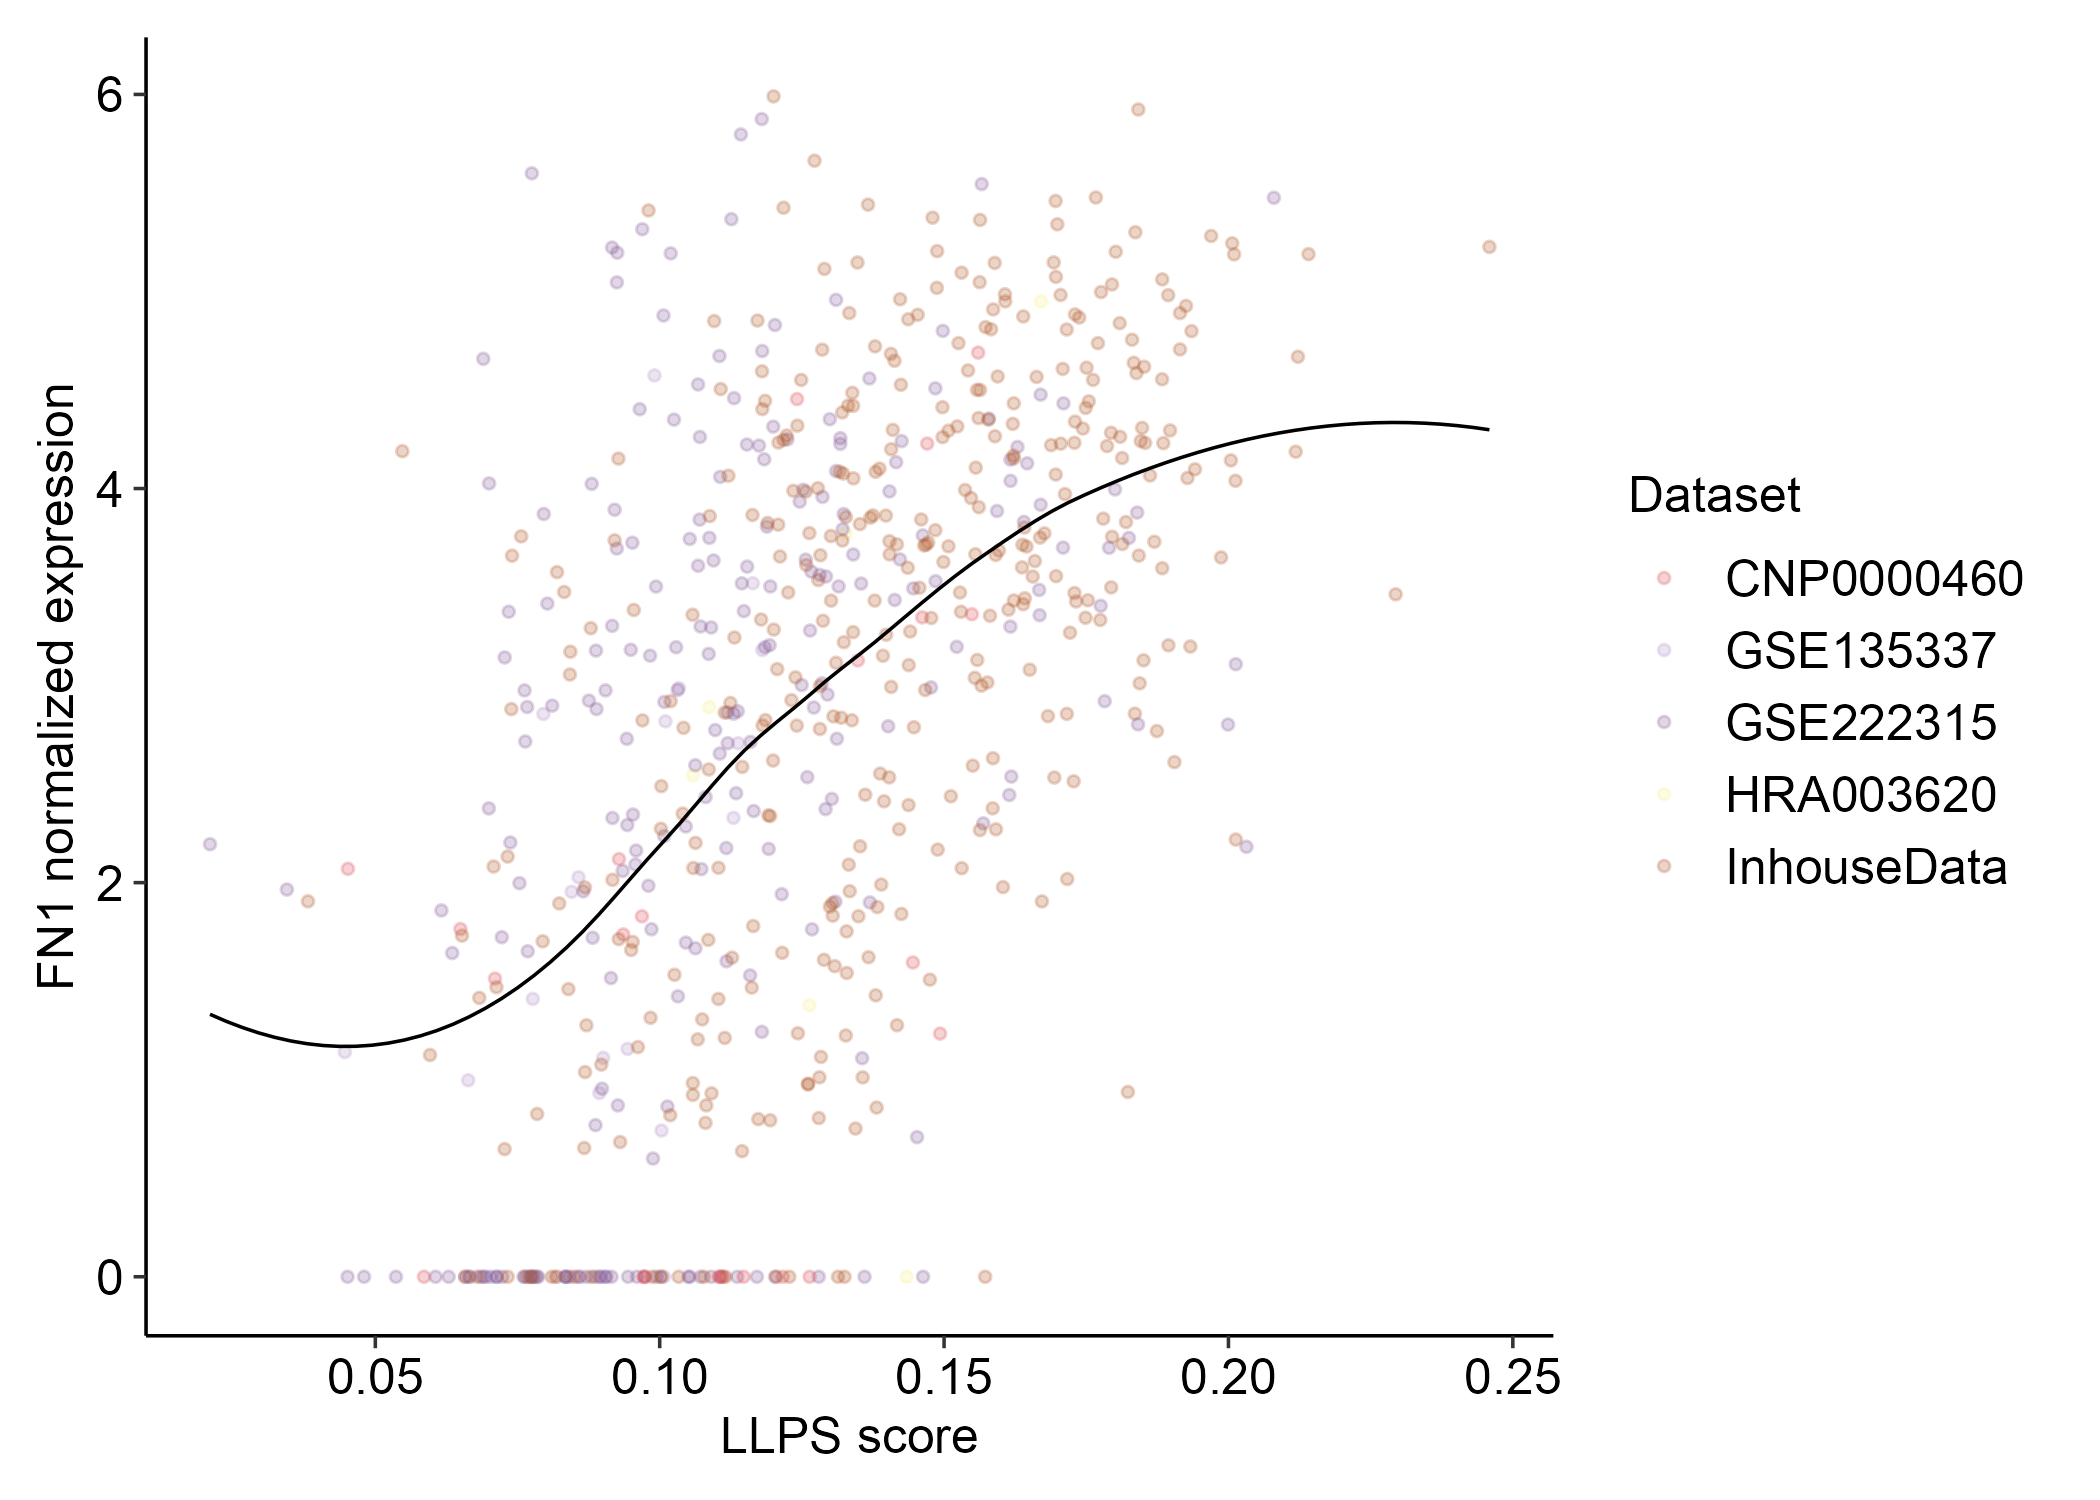 FN1 normalized expression
6
4
2
0
0.05 0.10 0.15 0.20 0.25
LLPS score
Dataset
CNP0000460
GSE135337
GSE222315
HRA003620
InhouseData